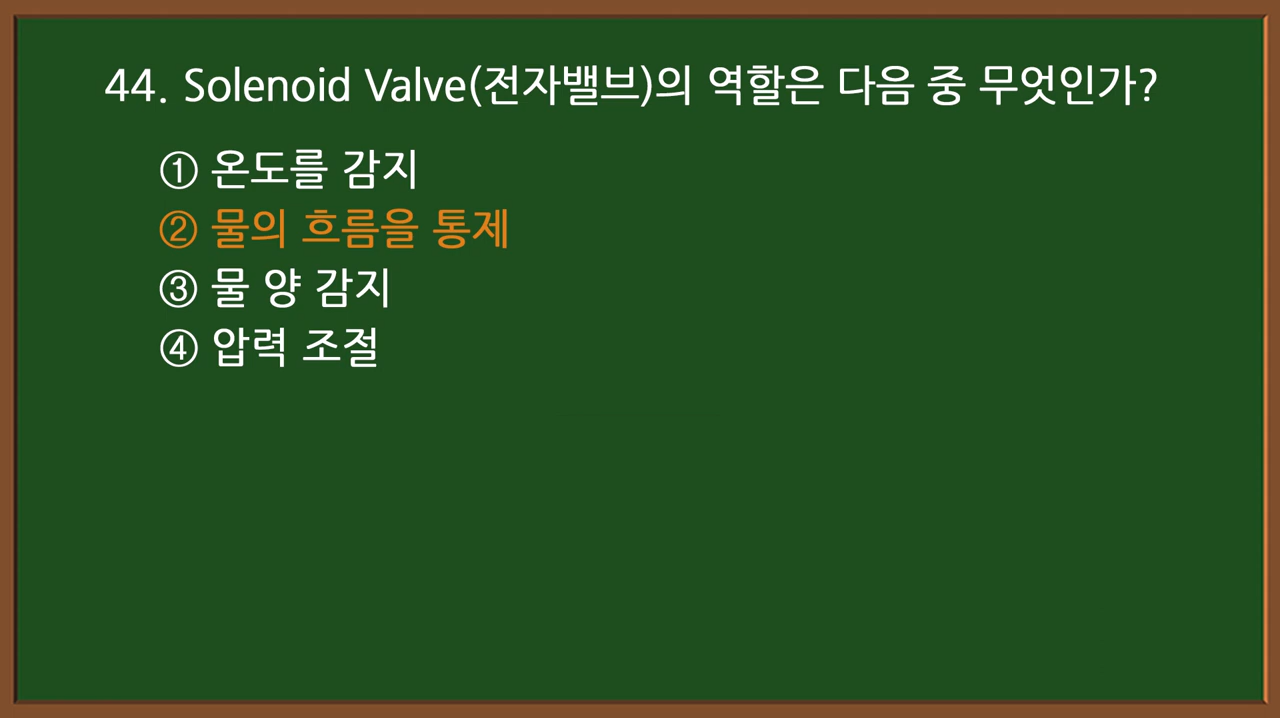 44. Solenoid Valve(전자밸브)의 역할은 다음 중 무엇인가?
① 온도를 감지
② 물의 흐름을 통제
③ 물 양 감지
④ 압력 조절